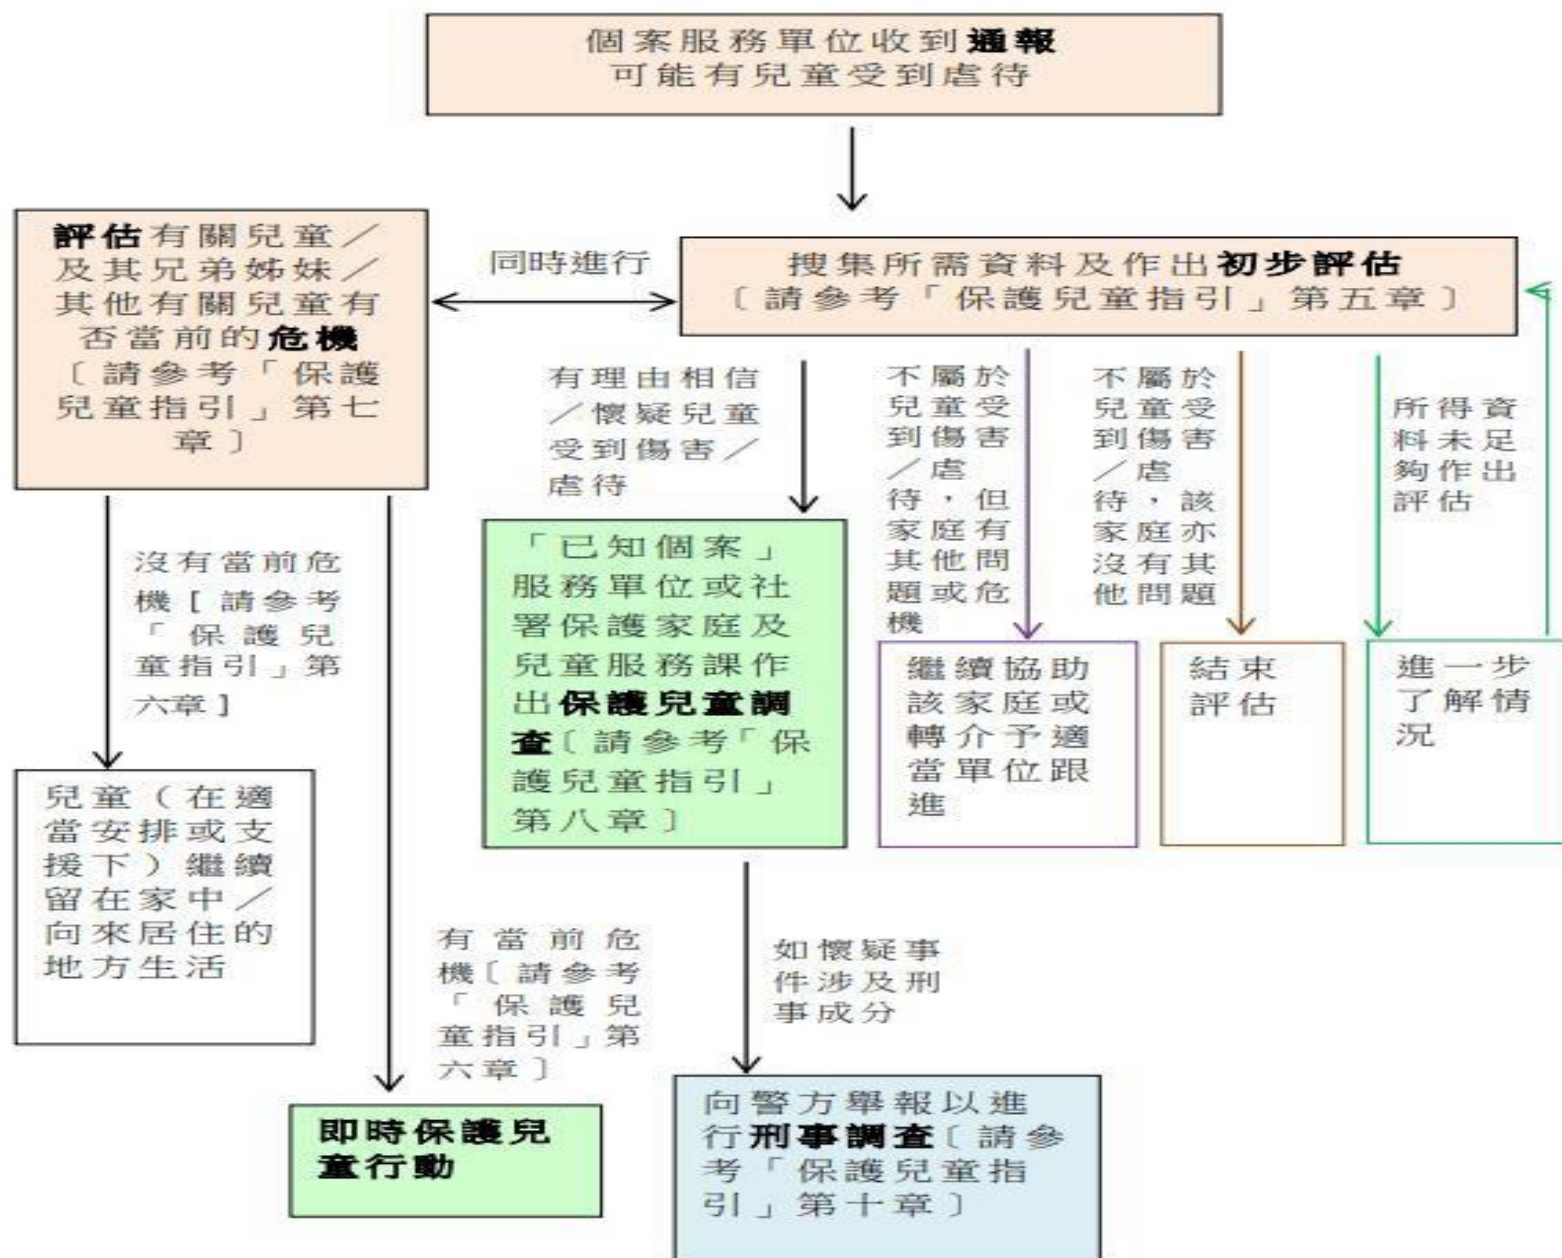 個案服務單位收到通報
可能有兒童受到虐待
評估有關兒童／
及其兄弟姊妹／
其他有關兒童有
否當前的危機
〔請參考「保護
兒童指引」第七
章〕
同時進行
搜集所需資料及作出初步評估
〔請參考「保護兒童指引」第五章〕
有理由相信
／懷疑兒童
受到傷害／
虐待
不屬於
兒童受
到傷害
／虐
待，但
家庭有
其他問
題或危
機
不屬於
兒童受
到傷害
／虐
待，該
家庭亦
沒有其
他問題
所得資
料未足
夠作出
評估
沒有當前危
機[請參考
「保護兒
童指引」第
六章]
「已知個案」
服務單位或社
署保護家庭及
兒童服務課作
出保護兒童調
查〔請參考「保
護兒童指引」
第八章〕
繼續協助
該家庭或
轉介予適
當單位跟
進
結束
評估
進一步
了解情
況
兒童（在適
當安排或支
援下）繼續
留在家中／
向來居住的
地方生活
有當前危
機〔請參考
「保護兒
童指引」第
六章〕
如懷疑事
件涉及刑
事成分
即時保護兒
童行動
向警方舉報以進
行刑事調查〔請參
考「保護兒童指
引」第十章〕